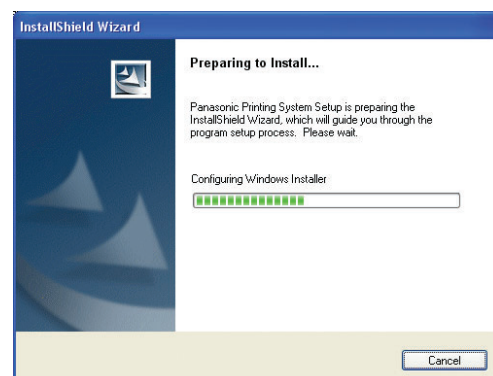 InstallShield Wizard
Preparing to Install...
Panasonic Printing System Setup is preparing the
InstallShield Wizard, which will guide you through the
program setup process. Please wait.
Configuring Windows Installer
Cancel